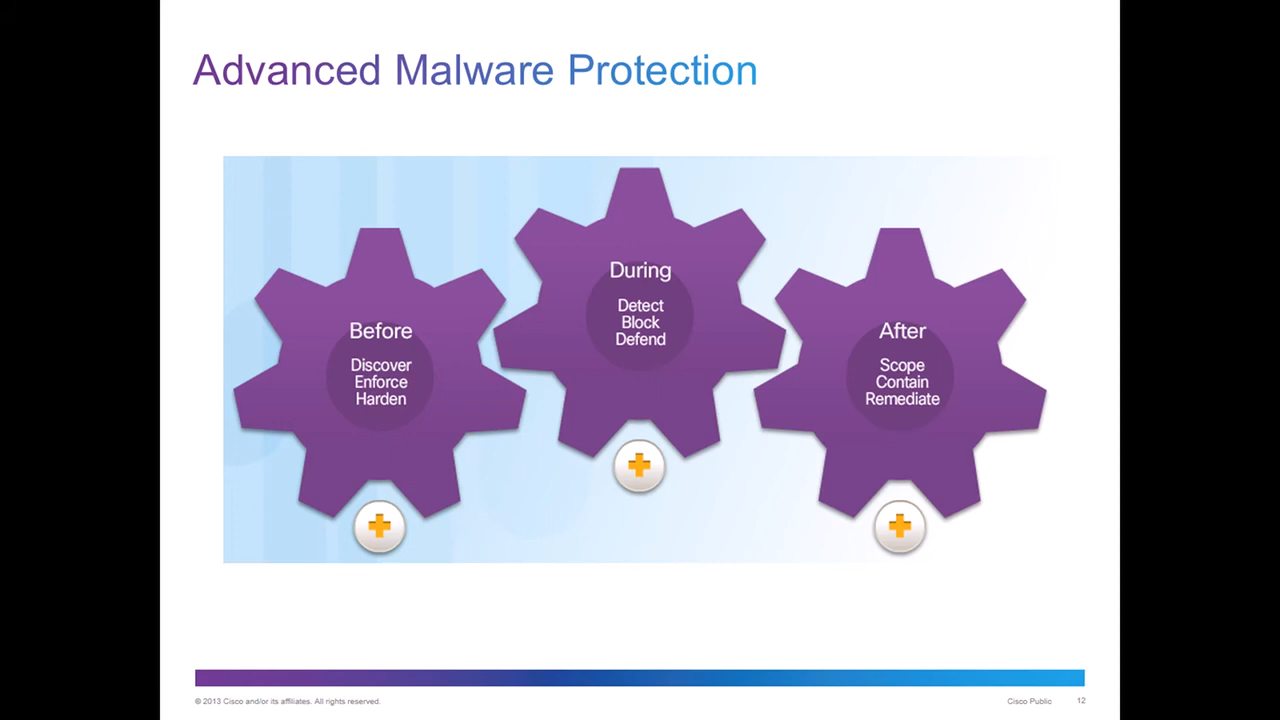 Advanced Malware Protection
Before
Discover
Enforce
Harden
During
Detect
Block
Defend
After
Scope
Contain
Remediate
© 2013 Cisco and/or its affiliates. All rights reserved.
Cisco Public
12